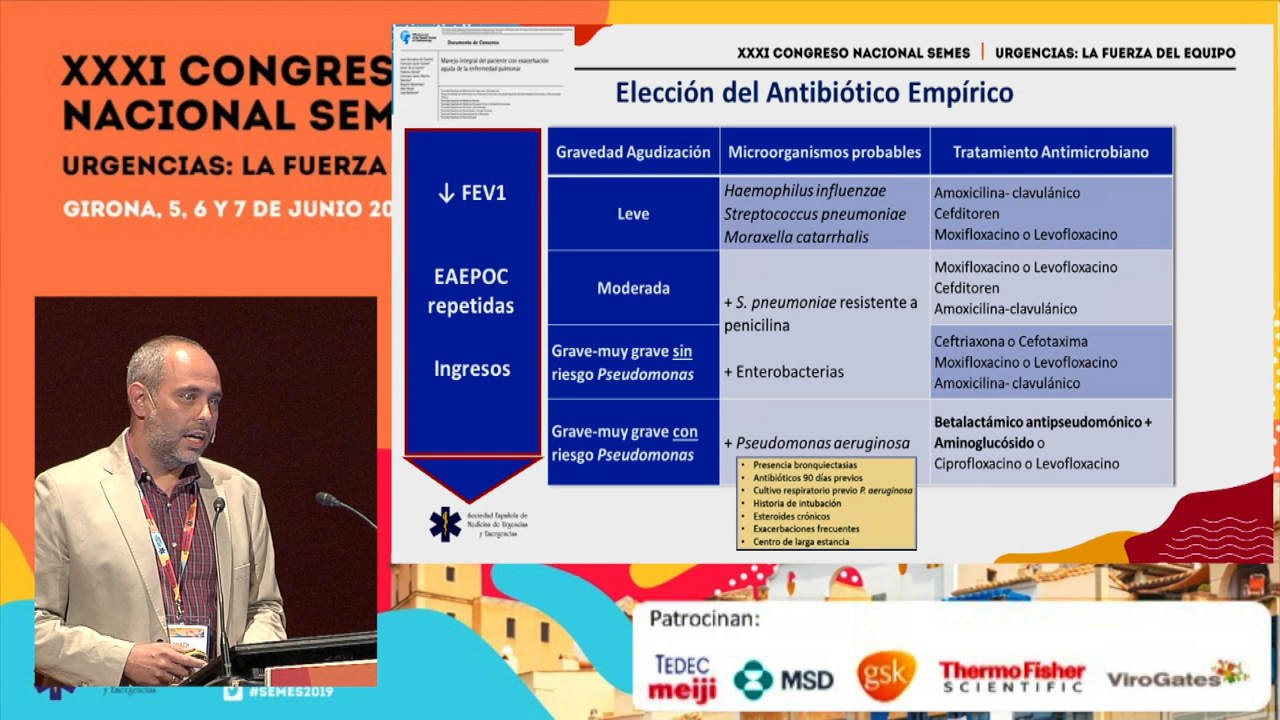 XXXI CONGRES
NACIONAL SEM
URGENCIAS: LA FUERZA
GIRONA, 5, 6 Y 7 DE JUNIO 20
Documento de Consenso
Manejo integral del paciente con exacerbación
aguda de la enfermedad pulmonar
XXXI CONGRESO NACIONAL SEMES
Elección de Antibiótico Empírico
↓ FEV1
EAEPOC
repetidas
Ingresos
Gravedad Agudización
Microorganismos probables
Tratamiento Antimicrobiano
Leve
Haemophilus influenzae
Streptococcus pneumoniae
Moraxella catarrhalis
Amoxicilina- clavulánico
Cefditoren
Moxifloxacino o Levofloxacino
Moderada
+ S. pneumoniae resistente a
penicilina
Moxifloxacino o Levofloxacino
Cefditoren
Amoxicilina-clavulánico
Grave-muy grave sin
riesgo Pseudomonas
+ Enterobacterias
Ceftriaxona o Cefotaxima
Moxifloxacino o Levofloxacino
Amoxicilina- clavulánico
Grave-muy grave con
riesgo Pseudomonas
+ Pseudomonas aeruginosa
Betalactámico antipseudomónico +
Aminoglucósido o
Ciprofloxacino o Levofloxacino
• Presencia bronquiectasias
• Antibióticos 90 días previos
• Cultivo respiratorio previo P. aeruginosa
• Historia de intubación
• Esteroides crónicos
• Exacerbaciones frecuentes
• Centro de larga estancia
Sociedad Española de
Medicina de Urgencias
y Emergencias
y Emergencias
#SEMES2019
Patrocinan:
TEDEC
meiji
MSD
gsk
ThermoFisher
SCIENTIFIC
ViroGates